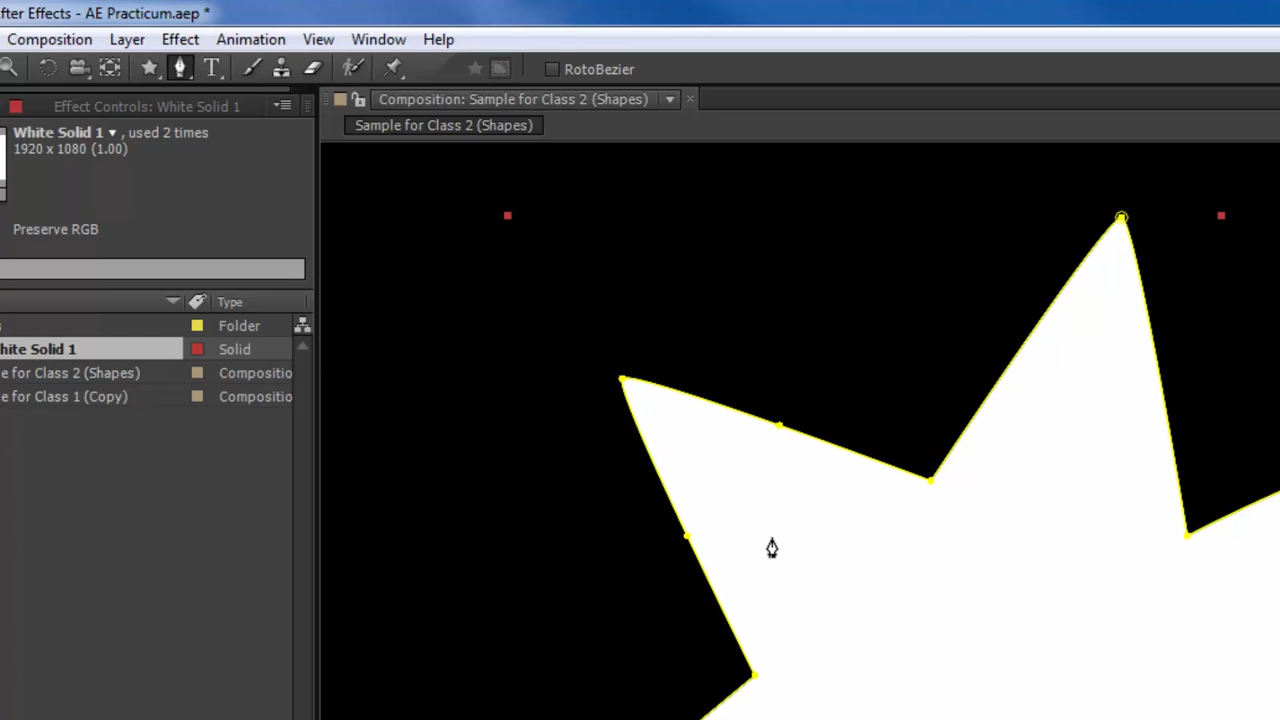 fter Effects - AE Practicum.aep *
Composition Layer Effect Animation View Window Help
T RotoBezier
Effect Controls: White Solid 1
Composition: Sample for Class 2 (Shapes)
Sample for Class 2 (Shapes)
White Solid 1 , used 2 times
1920 x 1080 (1.00)
Preserve RGB
Type
s Folder
hite Solid 1 Solid
e for Class 2 (Shapes) Compositio
e for Class 1 (Copy) Compositio